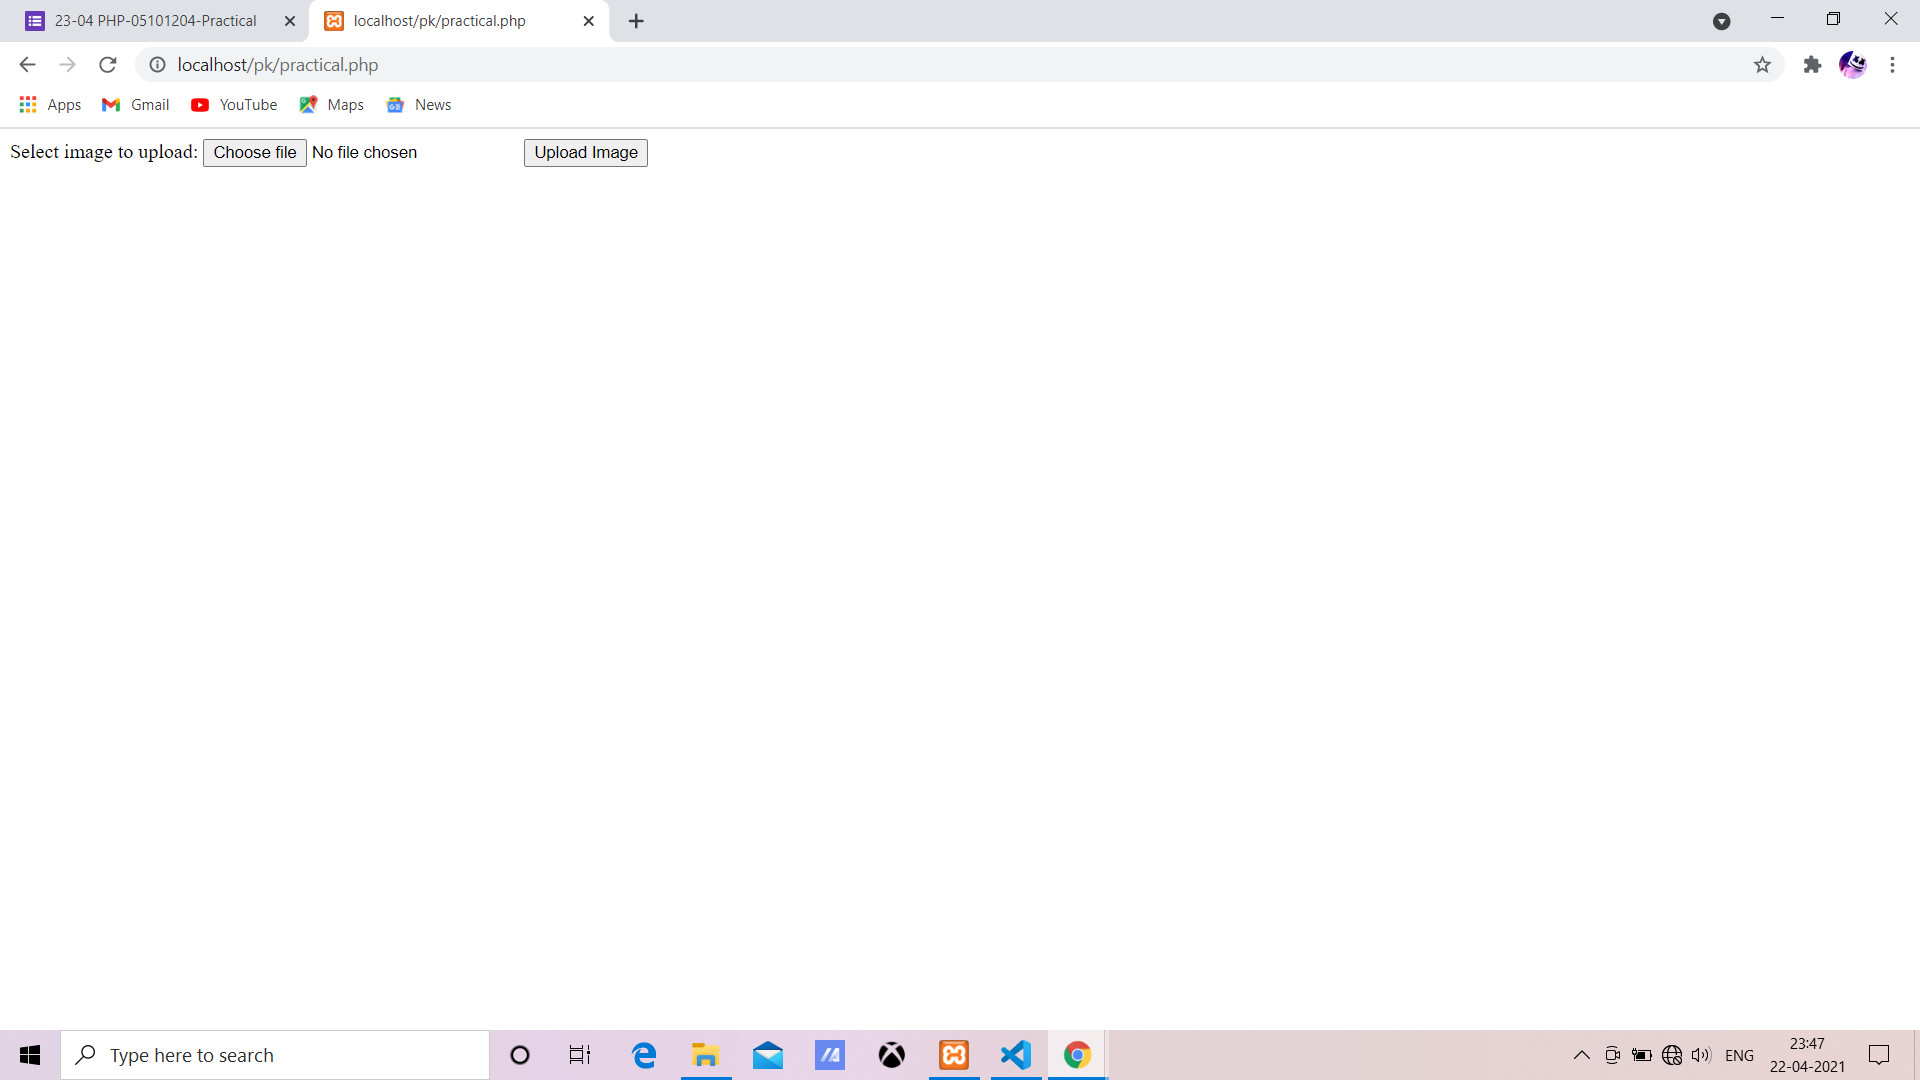 23-04 PHP-05101204-Practical
localhost/pk/practical.php
localhost/pk/practical.php
Apps Gmail YouTube Maps News
Select image to upload: Choose file No file chosen Upload Image
Type here to search
ENG
23:47
22-04-2021